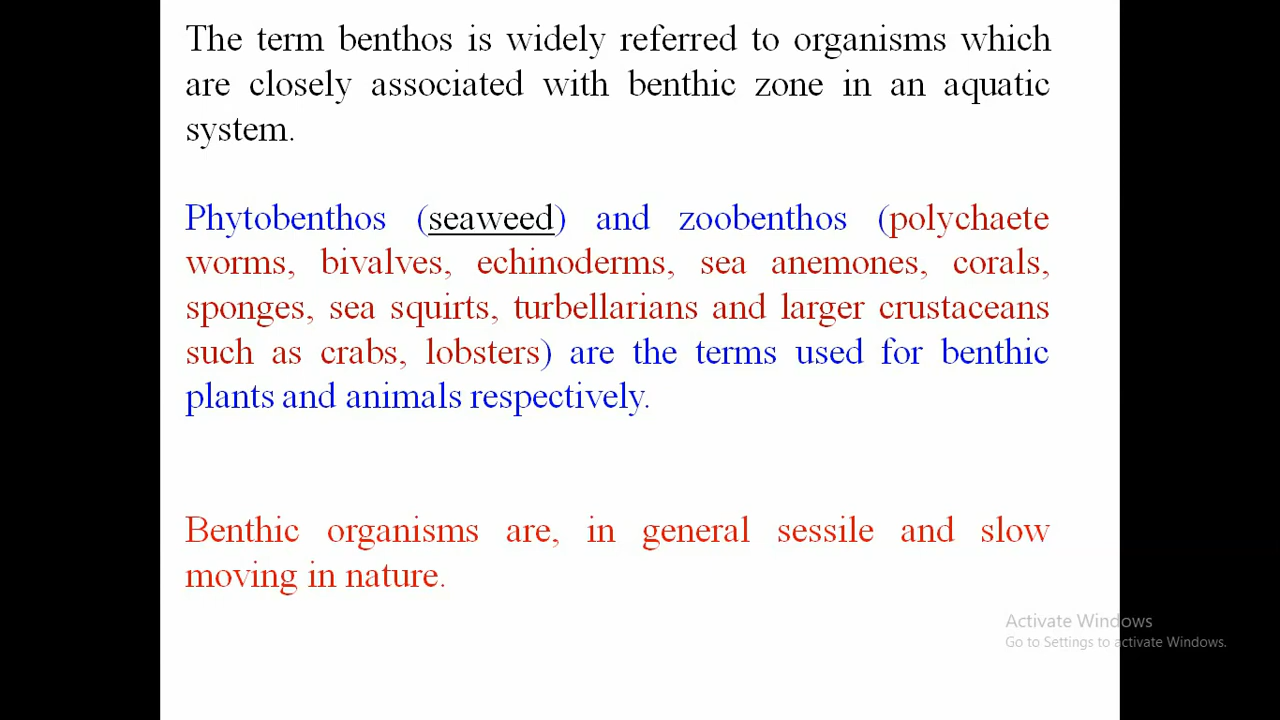 The term benthos is widely referred to organisms which
are closely associated with benthic zone in an aquatic
system.
Phytobenthos (seaweed) and zoobenthos (polychaete
worms, bivalves, echinoderms, sea anemones, corals,
sponges, sea squirts, turbellarians and larger crustaceans
such as crabs, lobsters) are the terms used for benthic
plants and animals respectively.
Benthic organisms are, in general sessile and slow
moving in nature.
Activate Windows
Go to Settings to activate Windows.